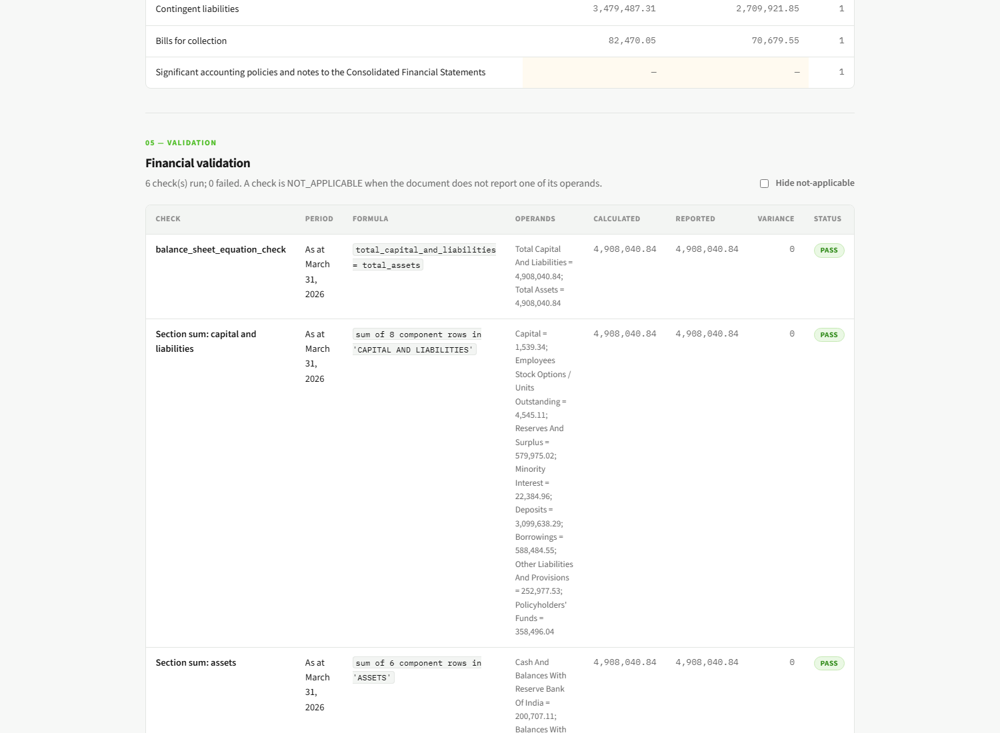 Contingent liabilities 3,479,487.31 2,709,921.85 1
Bills for collection 82,470.05 70,679.55 1
Significant accounting policies and notes to the Consolidated Financial Statements — — 1
05 — VALIDATION
Financial validation
6 check(s) run; 0 failed. A check is NOT_APPLICABLE when the document does not report one of its operands.
Hide not-applicable
CHECK PERIOD FORMULA OPERANDS CALCULATED REPORTED VARIANCE STATUS
balance_sheet_equation_check As at total_capital_and_liabilities Total Capital 4,908,040.84 4,908,040.84 0 PASS
March = total_assets And Liabilities =
31, 4,908,040.84;
2026 Total Assets =
4,908,040.84
Section sum: capital and As at sum of 8 component rows in Capital = 4,908,040.84 4,908,040.84 0 PASS
liabilities March 'CAPITAL AND LIABILITIES' 1,539.34;
31, Employees
2026 Stock Options /
Units
Outstanding =
4,545.11;
Reserves And
Surplus =
579,975.02;
Minority
Interest =
22,384.96;
Deposits =
3,099,638.29;
Borrowings =
588,484.55;
Other Liabilities
And Provisions
= 252,977.53;
Policyholders'
Funds =
358,496.04
Section sum: assets As at sum of 6 component rows in Cash And 4,908,040.84 4,908,040.84 0 PASS
March 'ASSETS' Balances With
31, Reserve Bank
2026 Of India =
200,707.11;
Balances With